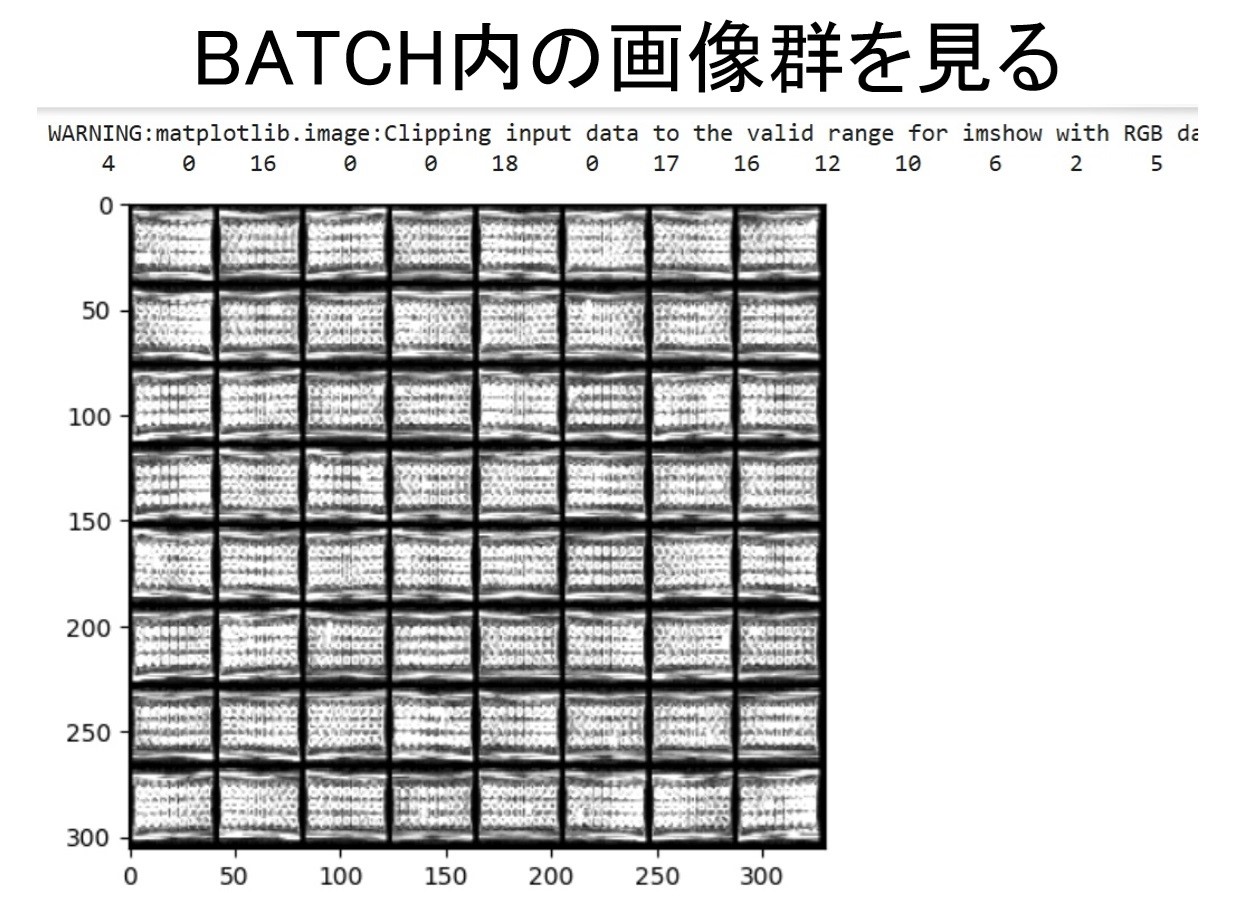 BATCH内の画像群を見る
WARNING:matplotlib.image:Clipping input data to the valid range for imshow with RGB da
4 0 16 0 0 18 0 17 16 12 10 6 2 5
0
50
100
150
200
250
300
0 50 100 150 200 250 300